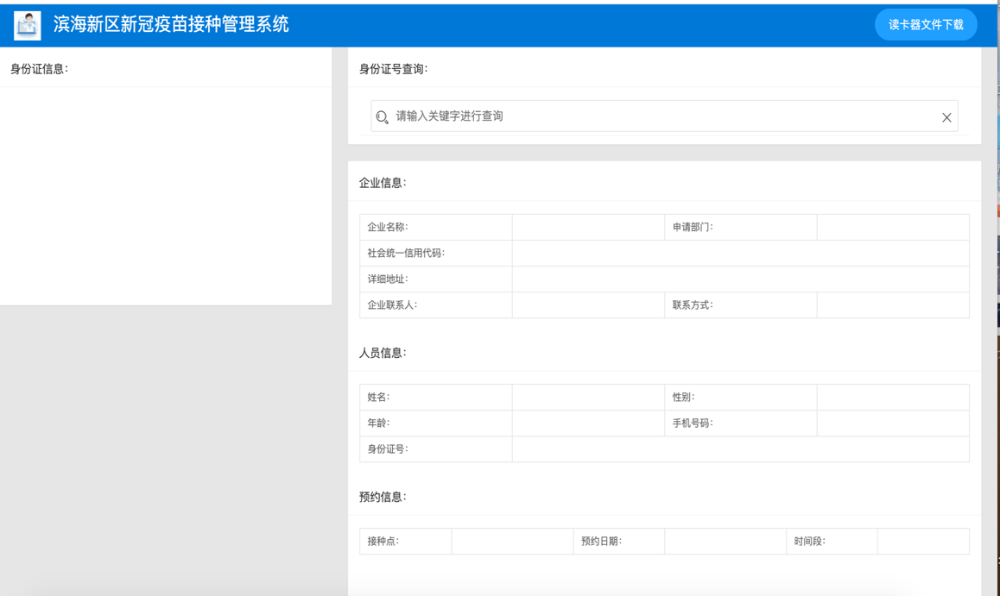 滨海新区新冠疫苗接种管理系统
读卡器文件下载
身份证信息：
身份证号查询：
请输入关键字进行查询
企业信息：
企业名称： 申请部门：
社会统一信用代码：
详细地址：
企业联系人： 联系方式：
人员信息：
姓名： 性别：
年龄： 手机号码：
身份证号：
预约信息：
接种点： 预约日期： 时间段：